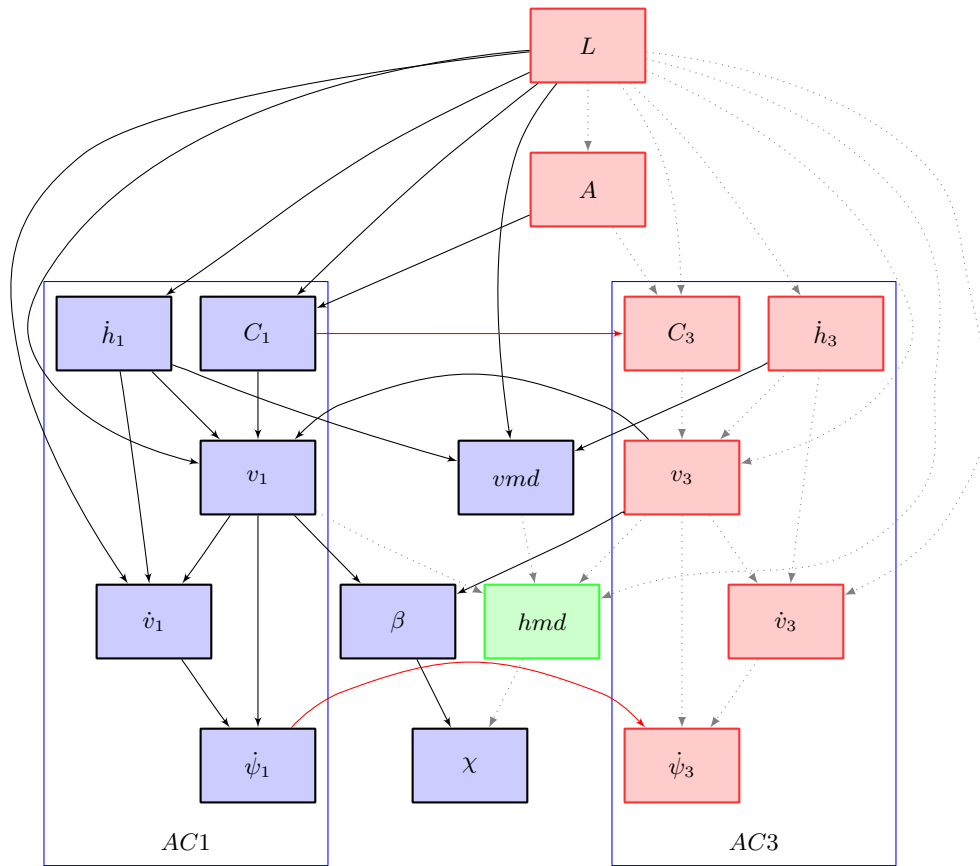 L
A
ḣ₁
C₁
C₃
ḣ₃
v₁
vmd
v₃
v̇₁
β
hmd
v̇₃
ψ̇₁
χ
ψ̇₃
AC1
AC3